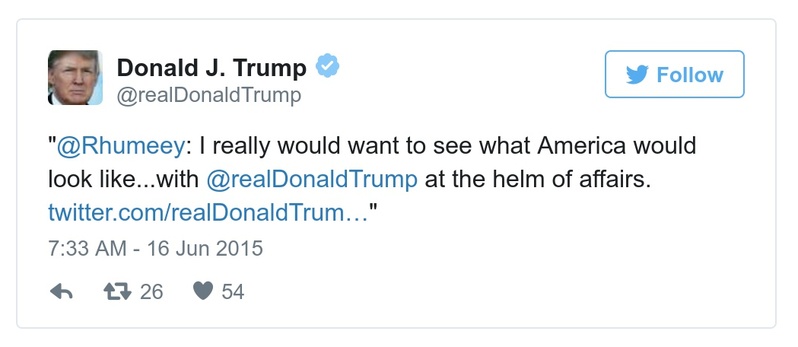 Donald J. Trump
@realDonaldTrump
Follow
"@Rhumeey: I really would want to see what America would
look like...with @realDonaldTrump at the helm of affairs.
twitter.com/realDonaldTrum…"
7:33 AM - 16 Jun 2015
26 54